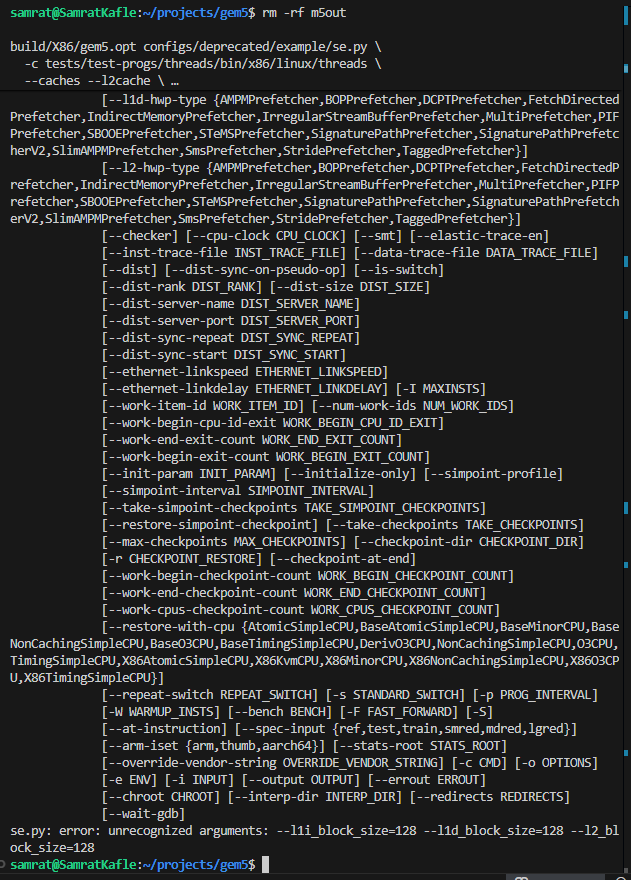 samrat@SamratKafle:~/projects/gem5$ rm -rf m5out
build/X86/gem5.opt configs/deprecated/example/se.py \
-c tests/test-progs/threads/bin/x86/linux/threads \
--caches --l2cache \ …
[--l1d-hwp-type {AMPMPrefetcher,BOPPrefetcher,DCPTPrefetcher,FetchDirected
Prefetcher,IndirectMemoryPrefetcher,IrregularStreamBufferPrefetcher,MultiPrefetcher,PIF
Prefetcher,SBOOEPrefetcher,STeMSPrefetcher,SignaturePathPrefetcher,SignaturePathPrefetc
herV2,SlimAMPMPrefetcher,SmsPrefetcher,StridePrefetcher,TaggedPrefetcher}]
[--l2-hwp-type {AMPMPrefetcher,BOPPrefetcher,DCPTPrefetcher,FetchDirectedP
refetcher,IndirectMemoryPrefetcher,IrregularStreamBufferPrefetcher,MultiPrefetcher,PIFP
refetcher,SBOOEPrefetcher,STeMSPrefetcher,SignaturePathPrefetcher,SignaturePathPrefetch
erV2,SlimAMPMPrefetcher,SmsPrefetcher,StridePrefetcher,TaggedPrefetcher}]
[--checker] [--cpu-clock CPU_CLOCK] [--smt] [--elastic-trace-en]
[--inst-trace-file INST_TRACE_FILE] [--data-trace-file DATA_TRACE_FILE]
[--dist] [--dist-sync-on-pseudo-op] [--is-switch]
[--dist-rank DIST_RANK] [--dist-size DIST_SIZE]
[--dist-server-name DIST_SERVER_NAME]
[--dist-server-port DIST_SERVER_PORT]
[--dist-sync-repeat DIST_SYNC_REPEAT]
[--dist-sync-start DIST_SYNC_START]
[--ethernet-linkspeed ETHERNET_LINKSPEED]
[--ethernet-linkdelay ETHERNET_LINKDELAY] [-I MAXINSTS]
[--work-item-id WORK_ITEM_ID] [--num-work-ids NUM_WORK_IDS]
[--work-begin-cpu-id-exit WORK_BEGIN_CPU_ID_EXIT]
[--work-end-exit-count WORK_END_EXIT_COUNT]
[--work-begin-exit-count WORK_BEGIN_EXIT_COUNT]
[--init-param INIT_PARAM] [--initialize-only] [--simpoint-profile]
[--simpoint-interval SIMPOINT_INTERVAL]
[--take-simpoint-checkpoints TAKE_SIMPOINT_CHECKPOINTS]
[--restore-simpoint-checkpoint] [--take-checkpoints TAKE_CHECKPOINTS]
[--max-checkpoints MAX_CHECKPOINTS] [--checkpoint-dir CHECKPOINT_DIR]
[-r CHECKPOINT_RESTORE] [--checkpoint-at-end]
[--work-begin-checkpoint-count WORK_BEGIN_CHECKPOINT_COUNT]
[--work-end-checkpoint-count WORK_END_CHECKPOINT_COUNT]
[--work-cpus-checkpoint-count WORK_CPUS_CHECKPOINT_COUNT]
[--restore-with-cpu {AtomicSimpleCPU,BaseAtomicSimpleCPU,BaseMinorCPU,Base
NonCachingSimpleCPU,BaseO3CPU,BaseTimingSimpleCPU,DerivO3CPU,NonCachingSimpleCPU,O3CPU,
TimingSimpleCPU,X86AtomicSimpleCPU,X86KvmCPU,X86MinorCPU,X86NonCachingSimpleCPU,X86O3CP
U,X86TimingSimpleCPU}]
[--repeat-switch REPEAT_SWITCH] [-s STANDARD_SWITCH] [-p PROG_INTERVAL]
[-W WARMUP_INSTS] [--bench BENCH] [-F FAST_FORWARD] [-S]
[--at-instruction] [--spec-input {ref,test,train,smred,mdred,lgred}]
[--arm-iset {arm,thumb,aarch64}] [--stats-root STATS_ROOT]
[--override-vendor-string OVERRIDE_VENDOR_STRING] [-c CMD] [-o OPTIONS]
[-e ENV] [-i INPUT] [--output OUTPUT] [--errout ERROUT]
[--chroot CHROOT] [--interp-dir INTERP_DIR] [--redirects REDIRECTS]
[--wait-gdb]
se.py: error: unrecognized arguments: --l1i_block_size=128 --l1d_block_size=128 --l2_bl
ock_size=128
samrat@SamratKafle:~/projects/gem5$